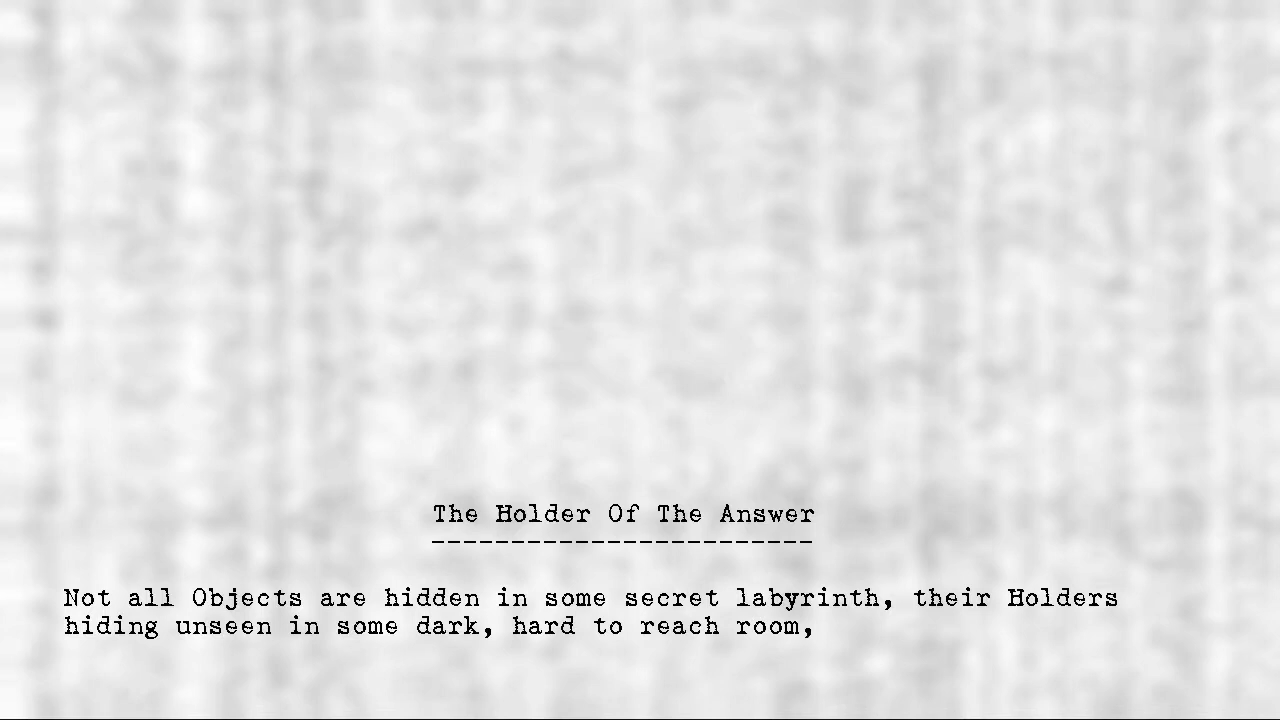 The Holder Of The Answer
------------------------
Not all Objects are hidden in some secret labyrinth, their Holders
hiding unseen in some dark, hard to reach room,